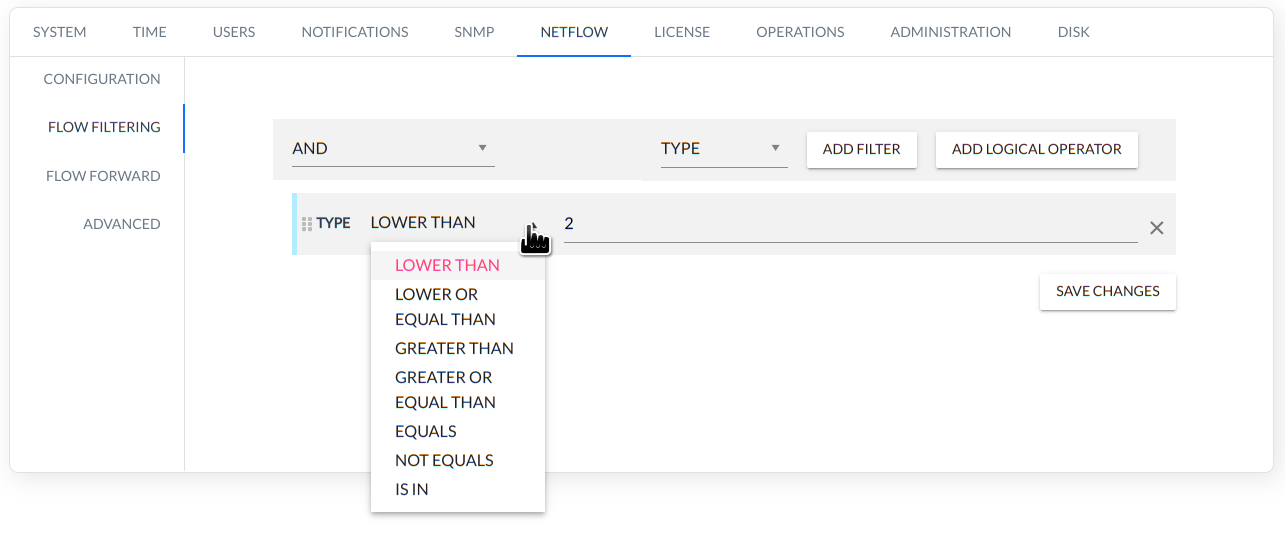 SYSTEM TIME USERS NOTIFICATIONS SNMP NETFLOW LICENSE OPERATIONS ADMINISTRATION DISK
CONFIGURATION
FLOW FILTERING
FLOW FORWARD
ADVANCED
AND TYPE ADD FILTER ADD LOGICAL OPERATOR
TYPE LOWER THAN 2
LOWER THAN
LOWER OR
EQUAL THAN
GREATER THAN
GREATER OR
EQUAL THAN
EQUALS
NOT EQUALS
IS IN
SAVE CHANGES